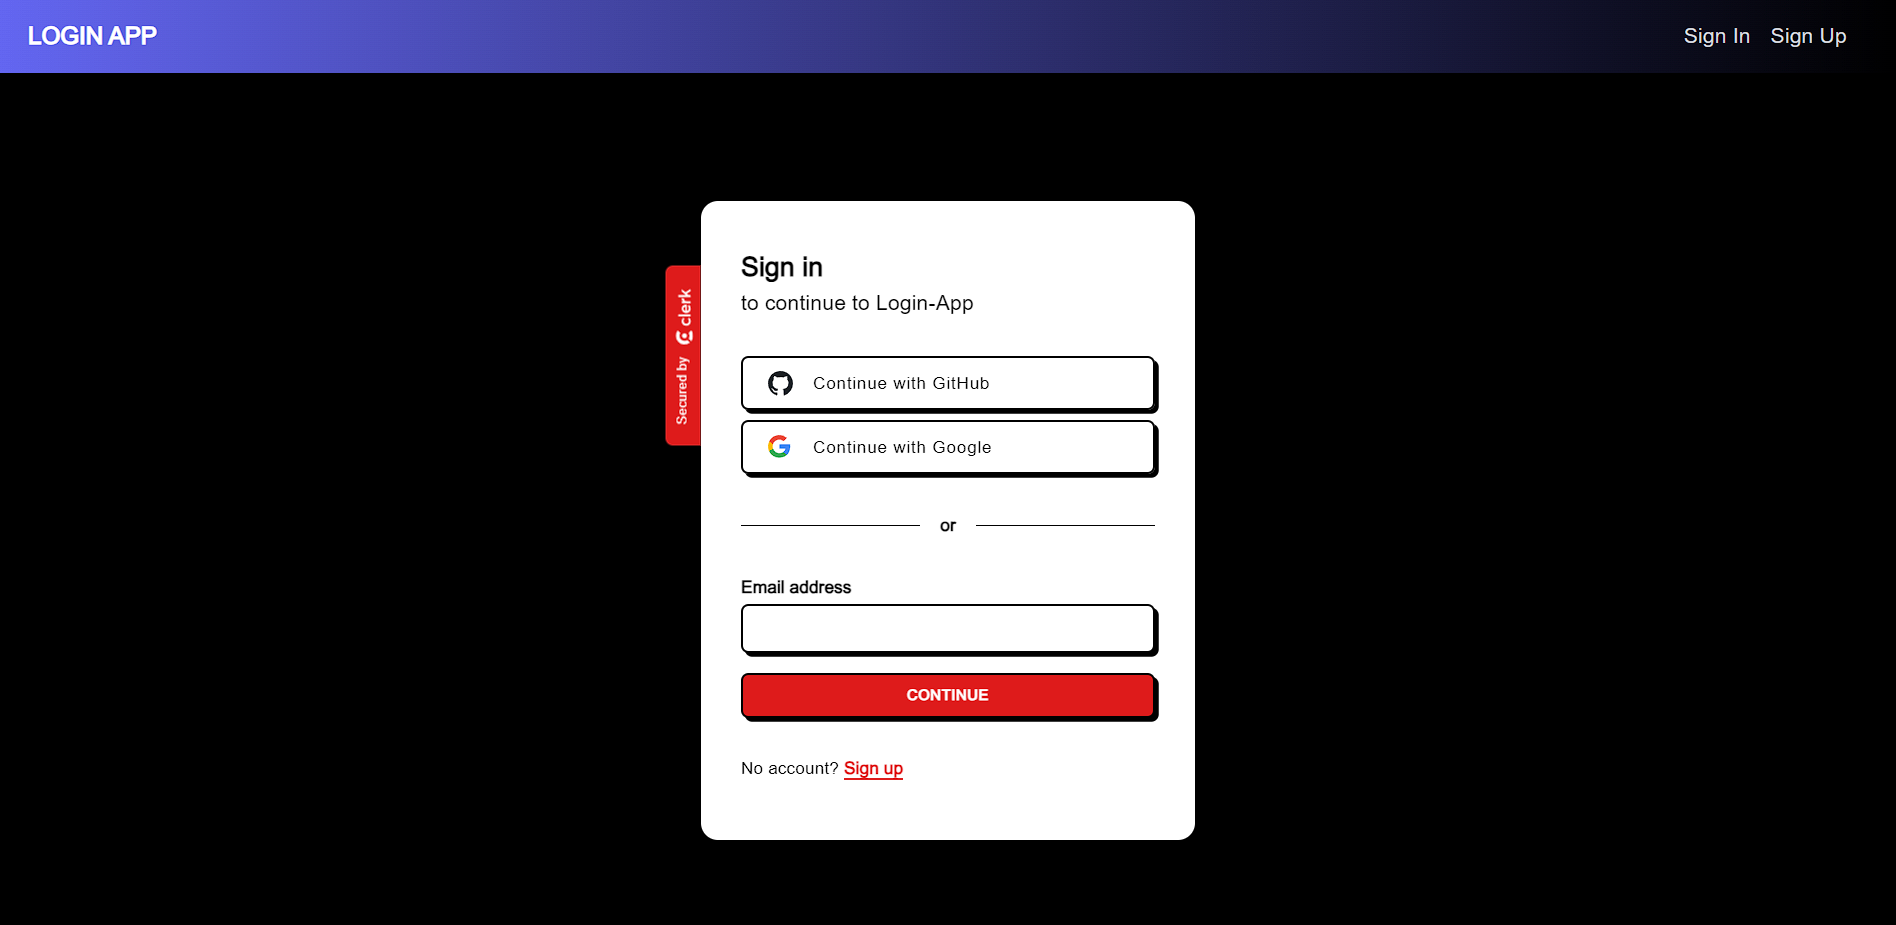 LOGIN APP
Sign In Sign Up
Sign in
to continue to Login-App
Secured by clerk
Continue with GitHub
Continue with Google
or
Email address
CONTINUE
No account? Sign up